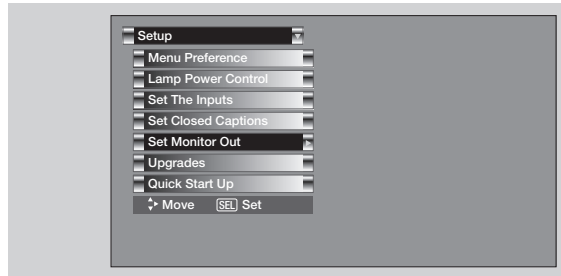 Setup
Menu Preference
Lamp Power Control
Set The Inputs
Set Closed Captions
Set Monitor Out
Upgrades
Quick Start Up
Move SEL Set